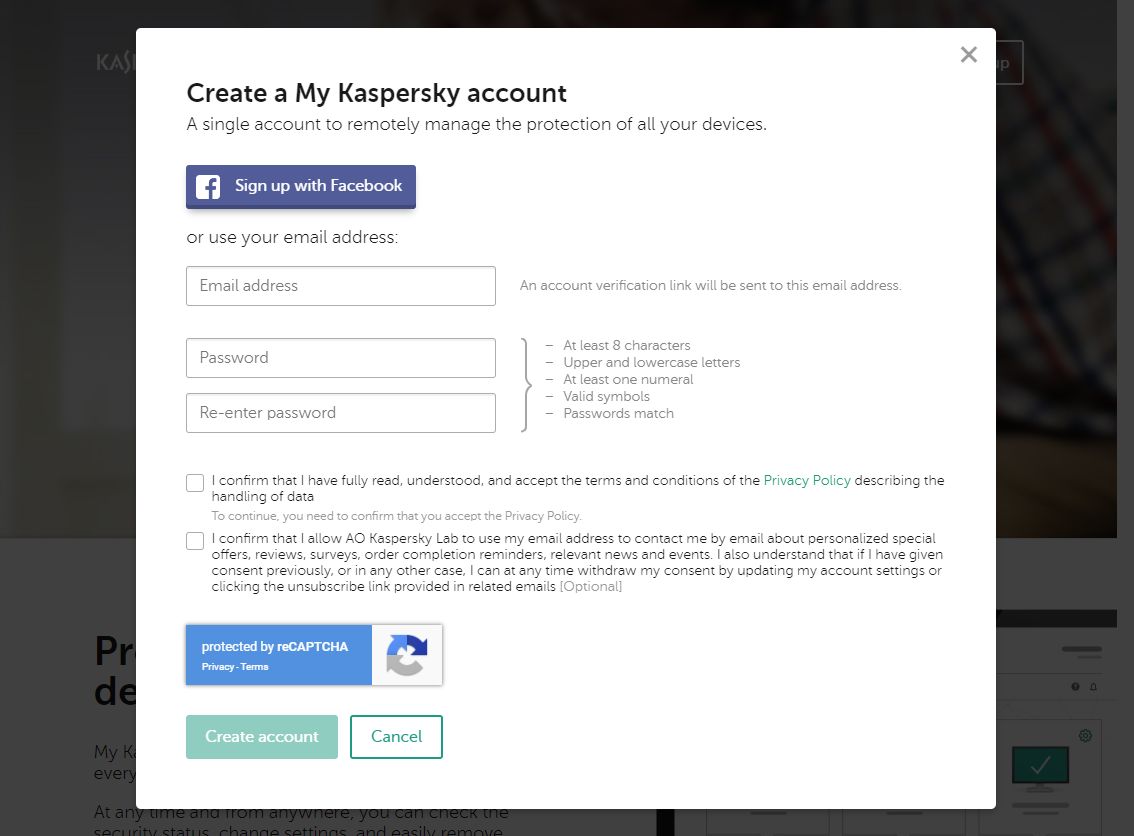 Create a My Kaspersky account
A single account to remotely manage the protection of all your devices.
Sign up with Facebook
or use your email address:
Email address
An account verification link will be sent to this email address.
Password
Re-enter password
– At least 8 characters
– Upper and lowercase letters
– At least one numeral
– Valid symbols
– Passwords match
I confirm that I have fully read, understood, and accept the terms and conditions of the Privacy Policy describing the
handling of data
To continue, you need to confirm that you accept the Privacy Policy.
I confirm that I allow AO Kaspersky Lab to use my email address to contact me by email about personalized special
offers, reviews, surveys, order completion reminders, relevant news and events. I also understand that if I have given
consent previously, or in any other case, I can at any time withdraw my consent by updating my account settings or
clicking the unsubscribe link provided in related emails [Optional]
protected by reCAPTCHA
Privacy - Terms
Create account
Cancel
My
At any time and from anywhere, you can check the
security status, change settings, and easily remove